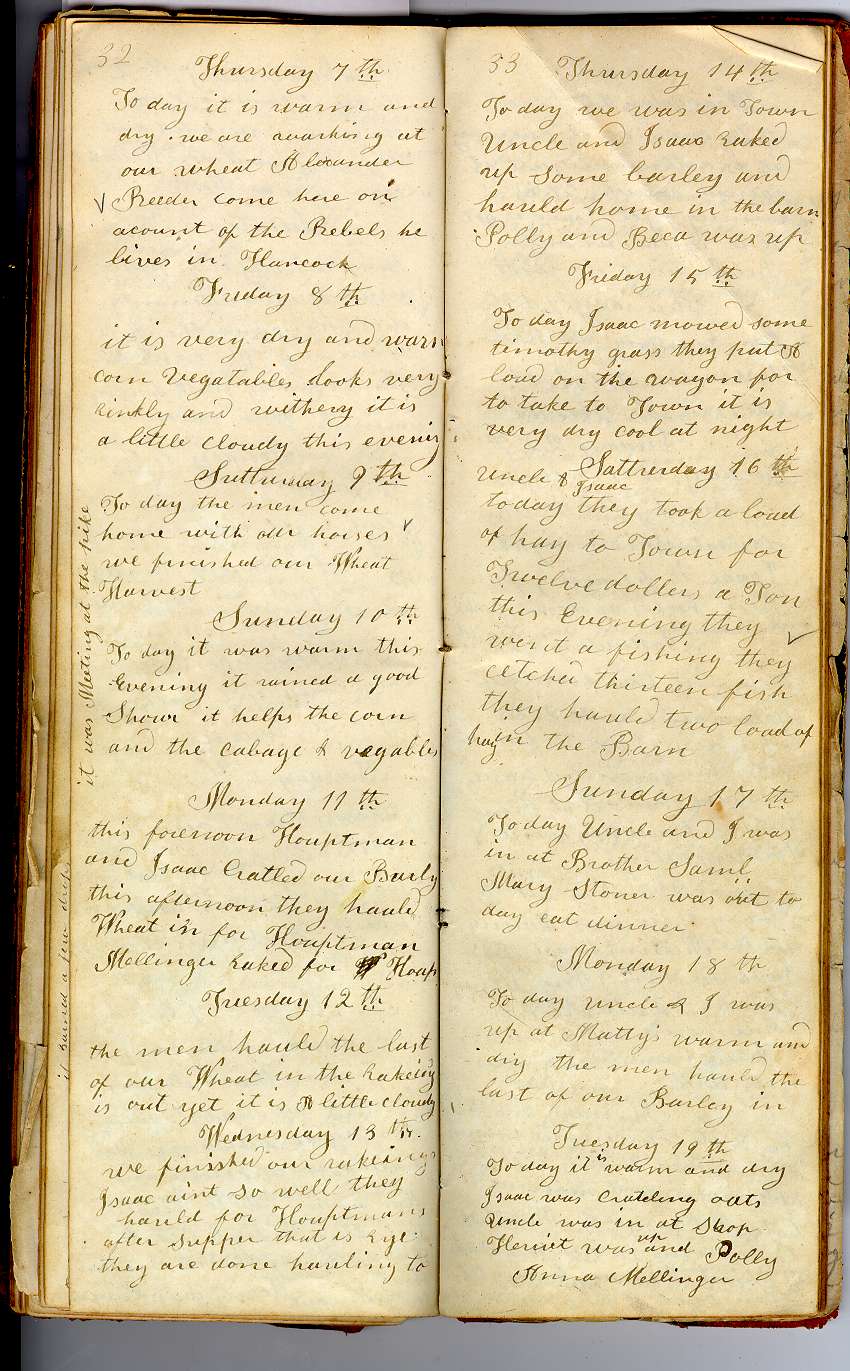 32
Thursday 7th
To day it is warm and
dry we are warking at
our wheat Alexander
Reeder come here on
acount of the Rebels he
lives in Hancock
Friday 8th
it is very dry and warm
corn Vegatables looks very
kinkly and withery it is
a little cloudy this evening
Satturday 9th
To day the men come
home with our horses
we finished our Wheat
Harvest
it was Meeting at the pike
Sunday 10th
To day it was warm this
Evening it rained a good
Showr it helps the corn
and the cabage & vegables
Monday 11th
this forenoon Houptman
and Isaac Cratled our Barly
this afternoon they hauld
Wheat in for Houptman
Mellinger raked for Houp
it rained a few drops
Tuesday 12th
the men hauld the last
of our Wheat in the rakeing
is out yet it is A little cloudy
Wednesday 13th.
we finished our rakeings
Isaac aint so well they
hauld for Houptmans
after supper that is rye
they are done hauling to
33
Thursday 14th
To day we was in Town
Uncle and Isaac raked
up some barley and
hauld home in the barn
Polly and Beca was up
Friday 15th
To day Isaac mowed some
timothy grass they put A
load on the wagon for
to take to Town it is
very dry cool at night
Satturday 16th
Uncle & Isaac
today they took a load
of hay to Town for
Twelve dollers a Ton
this Evening they
went a fishing they
cetched thirteen fish
they hauld two load of
hay in the Barn
Sunday 17th
To day Uncle and I was
in at Brother Saml
Mary Stoner was out to
day eat dinner
Monday 18th
To day uncle & I was
up at Matty's warm and
dry the men hauld the
last of our Barley in
Tuesday 19th
To day it is warm and dry
Isaac was Crateling oats
Uncle was in at Shop
Heriet was up and Polly
Anna Mellinger